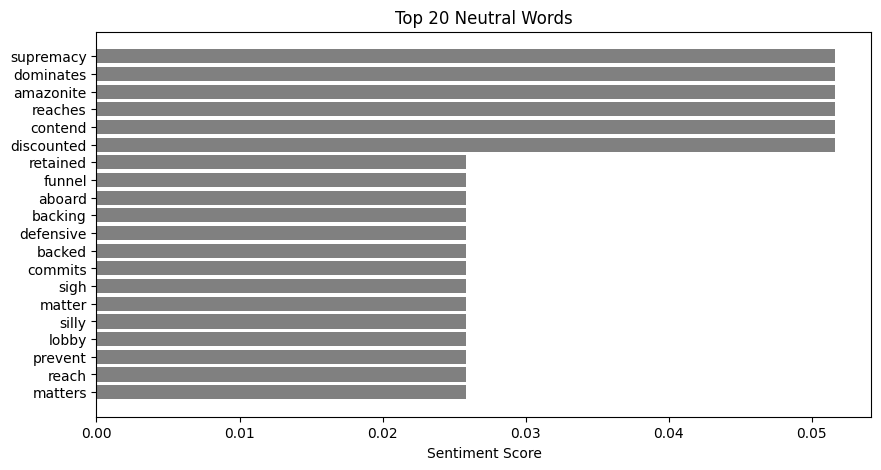 Top 20 Neutral Words
supremacy
dominates
amazonite
reaches
contend
discounted
retained
funnel
aboard
backing
defensive
backed
commits
sigh
matter
silly
lobby
prevent
reach
matters
0.00 0.01 0.02 0.03 0.04 0.05
Sentiment Score